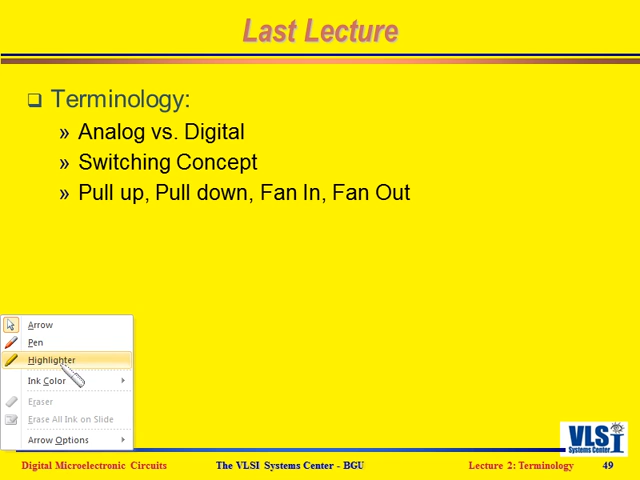 Last Lecture
Terminology:
» Analog vs. Digital
» Switching Concept
» Pull up, Pull down, Fan In, Fan Out
Arrow
Pen
Highlighter
Ink Color
Eraser
Erase All Ink on Slide
Arrow Options
VLSI
Systems Center
Digital Microelectronic Circuits
The VLSI Systems Center - BGU
Lecture 2: Terminology
49